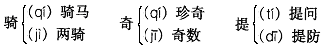 骑{(qí) 骑马
(jì) 两骑
奇{(qí) 珍奇
(jī) 奇数
提{(tí) 提问
(dī) 提防